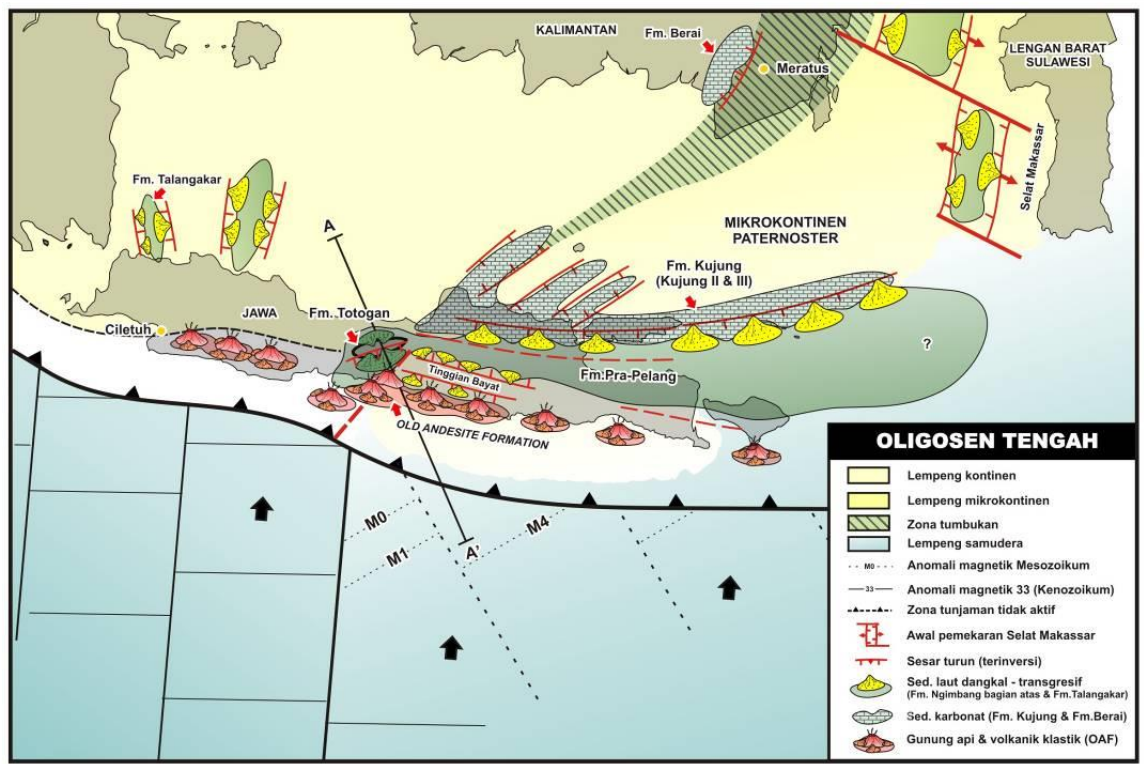 KALIMANTAN
Fm. Berai
Meratus
LENGAN BARAT
SULAWESI
Selat Makassar
Fm. Talangakar
A
MIKROKONTINEN
PATERNOSTER
Fm. Kujung
(Kujung II & III)
JAWA
Fm. Totogan
Ciletuh
?
Tinggian Bayat
Fm.Pra-Pelang
OLD ANDESITE FORMATION
M0
M1
M4
A'
OLIGOSEN TENGAH
Lempeng kontinen
Lempeng mikrokontinen
Zona tumbukan
Lempeng samudera
M0
Anomali magnetik Mesozoikum
33
Anomali magnetik 33 (Kenozoikum)
Zona tunjaman tidak aktif
Awal pemekaran Selat Makassar
Sesar turun (terinversi)
Sed. laut dangkal - transgresif
(Fm. Ngimbang bagian atas & Fm.Talangakar)
Sed. karbonat (Fm. Kujung & Fm.Berai)
Gunung api & volkanik klastik (OAF)